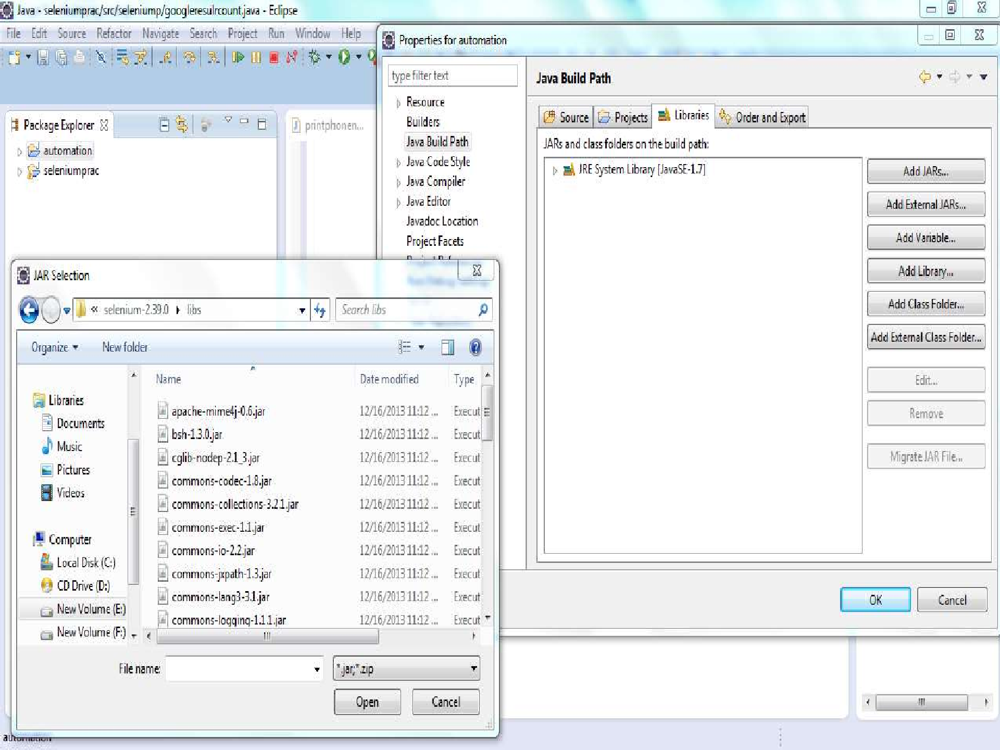 Java - seleniumprac/src/seleniump/googleresulrcount.java - Eclipse
File Edit Source Refactor Navigate Search Project Run Window Help
Package Explorer
automation
seleniumprac
printphonen...
Properties for automation
type filter text
Resource
Builders
Java Build Path
Java Code Style
Java Compiler
Java Editor
Javadoc Location
Project Facets
Java Build Path
Source Projects Libraries Order and Export
JARs and class folders on the build path:
JRE System Library [JavaSE-1.7]
Add JARs...
Add External JARs...
Add Variable...
Add Library...
Add Class Folder...
Add External Class Folder...
Edit...
Remove
Migrate JAR File...
OK Cancel
JAR Selection
« selenium-2.39.0 libs
Search libs
Organize New folder
Libraries
Documents
Music
Pictures
Videos
Computer
Local Disk (C:)
CD Drive (D:)
New Volume (E:)
New Volume (F:)
Name Date modified Type
apache-mime4j-0.6.jar 12/16/2013 11:12 ... Execut
bsh-1.3.0.jar 12/16/2013 11:12 ... Execut
cglib-nodep-2.1_3.jar 12/16/2013 11:12 ... Execut
commons-codec-1.8.jar 12/16/2013 11:12 ... Execut
commons-collections-3.2.1.jar 12/16/2013 11:12 ... Execut
commons-exec-1.1.jar 12/16/2013 11:12 ... Execut
commons-io-2.2.jar 12/16/2013 11:12 ... Execut
commons-jxpath-1.3.jar 12/16/2013 11:12 ... Execut
commons-lang3-3.1.jar 12/16/2013 11:12 ... Execut
commons-logging-1.1.1.jar 12/16/2013 11:12 ... Execut
File name:
*.jar;*.zip
Open Cancel
automation